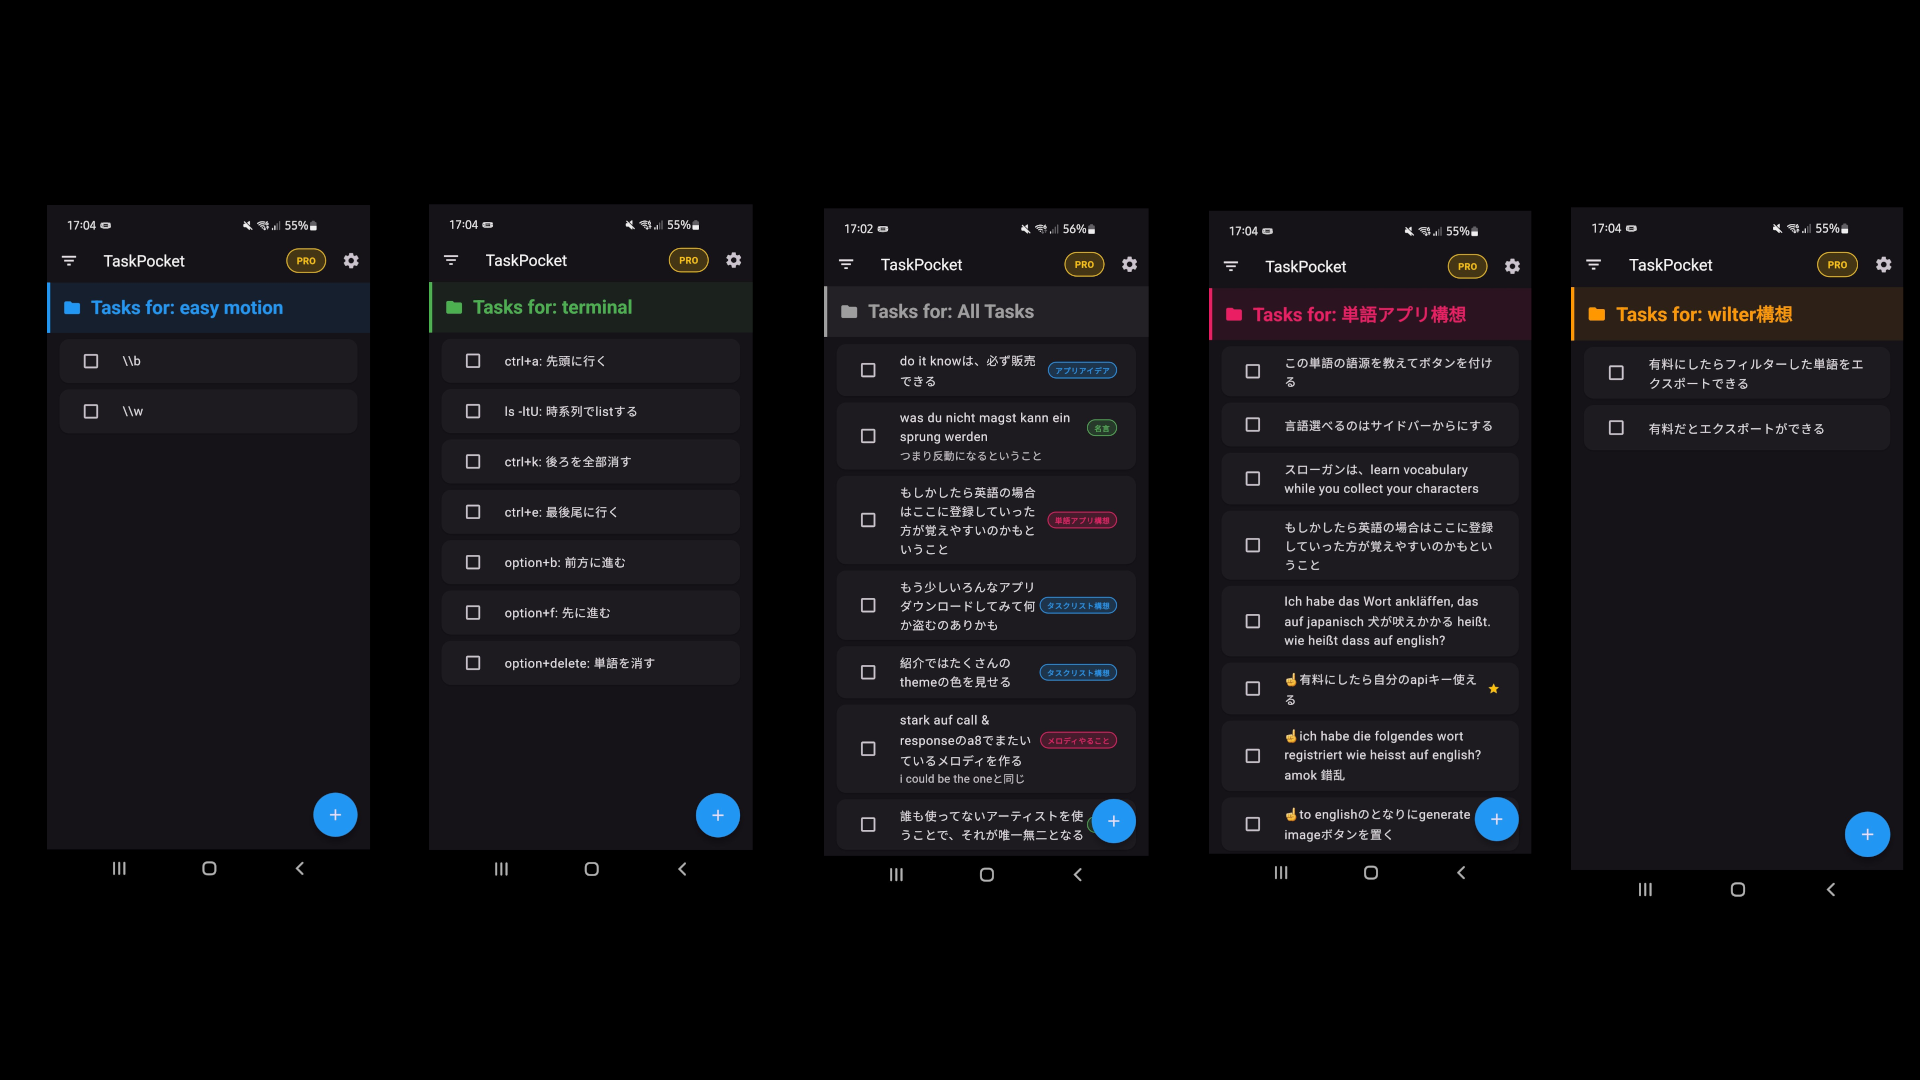 17:04
55%
TaskPocket
PRO
Tasks for: easy motion
\\b
\\w
17:04
55%
TaskPocket
PRO
Tasks for: terminal
ctrl+a: 先頭に行く
ls -ltU: 時系列でlistする
ctrl+k: 後ろを全部消す
ctrl+e: 最後尾に行く
option+b: 前方に進む
option+f: 先に進む
option+delete: 単語を消す
17:02
56%
TaskPocket
PRO
Tasks for: All Tasks
do it knowは、必ず販売
できる
アプリアイデア
was du nicht magst kann ein
sprung werden
つまり反動になるということ
名言
もしかしたら英語の場合
はここに登録していった
方が覚えやすいのかもと
いうこと
単語アプリ構想
もう少しいろんなアプリ
ダウンロードしてみて何
か盗むのありかも
タスクリスト構想
紹介ではたくさんの
themeの色を見せる
タスクリスト構想
stark auf call &
responseのa8でまたい
ているメロディを作る
i could be the oneと同じ
メロディやること
誰も使ってないアーティストを使
うことで、それが唯一無二となる
17:04
55%
TaskPocket
PRO
Tasks for: 単語アプリ構想
この単語の語源を教えてボタンを付け
る
言語選べるのはサイドバーからにする
スローガンは、learn vocabulary
while you collect your characters
もしかしたら英語の場合はここに登録
していった方が覚えやすいのかもとい
うこと
Ich habe das Wort ankläffen, das
auf japanisch 犬が吠えかかる heißt.
wie heißt dass auf english?
☝️有料にしたら自分のapiキー使え
る
☝️ich habe die folgendes wort
registriert wie heisst auf english?
amok 錯乱
☝️to englishのとなりにgenerate
imageボタンを置く
17:04
55%
TaskPocket
PRO
Tasks for: wilter構想
有料にしたらフィルターした単語をエ
クスポートできる
有料だとエクスポートができる